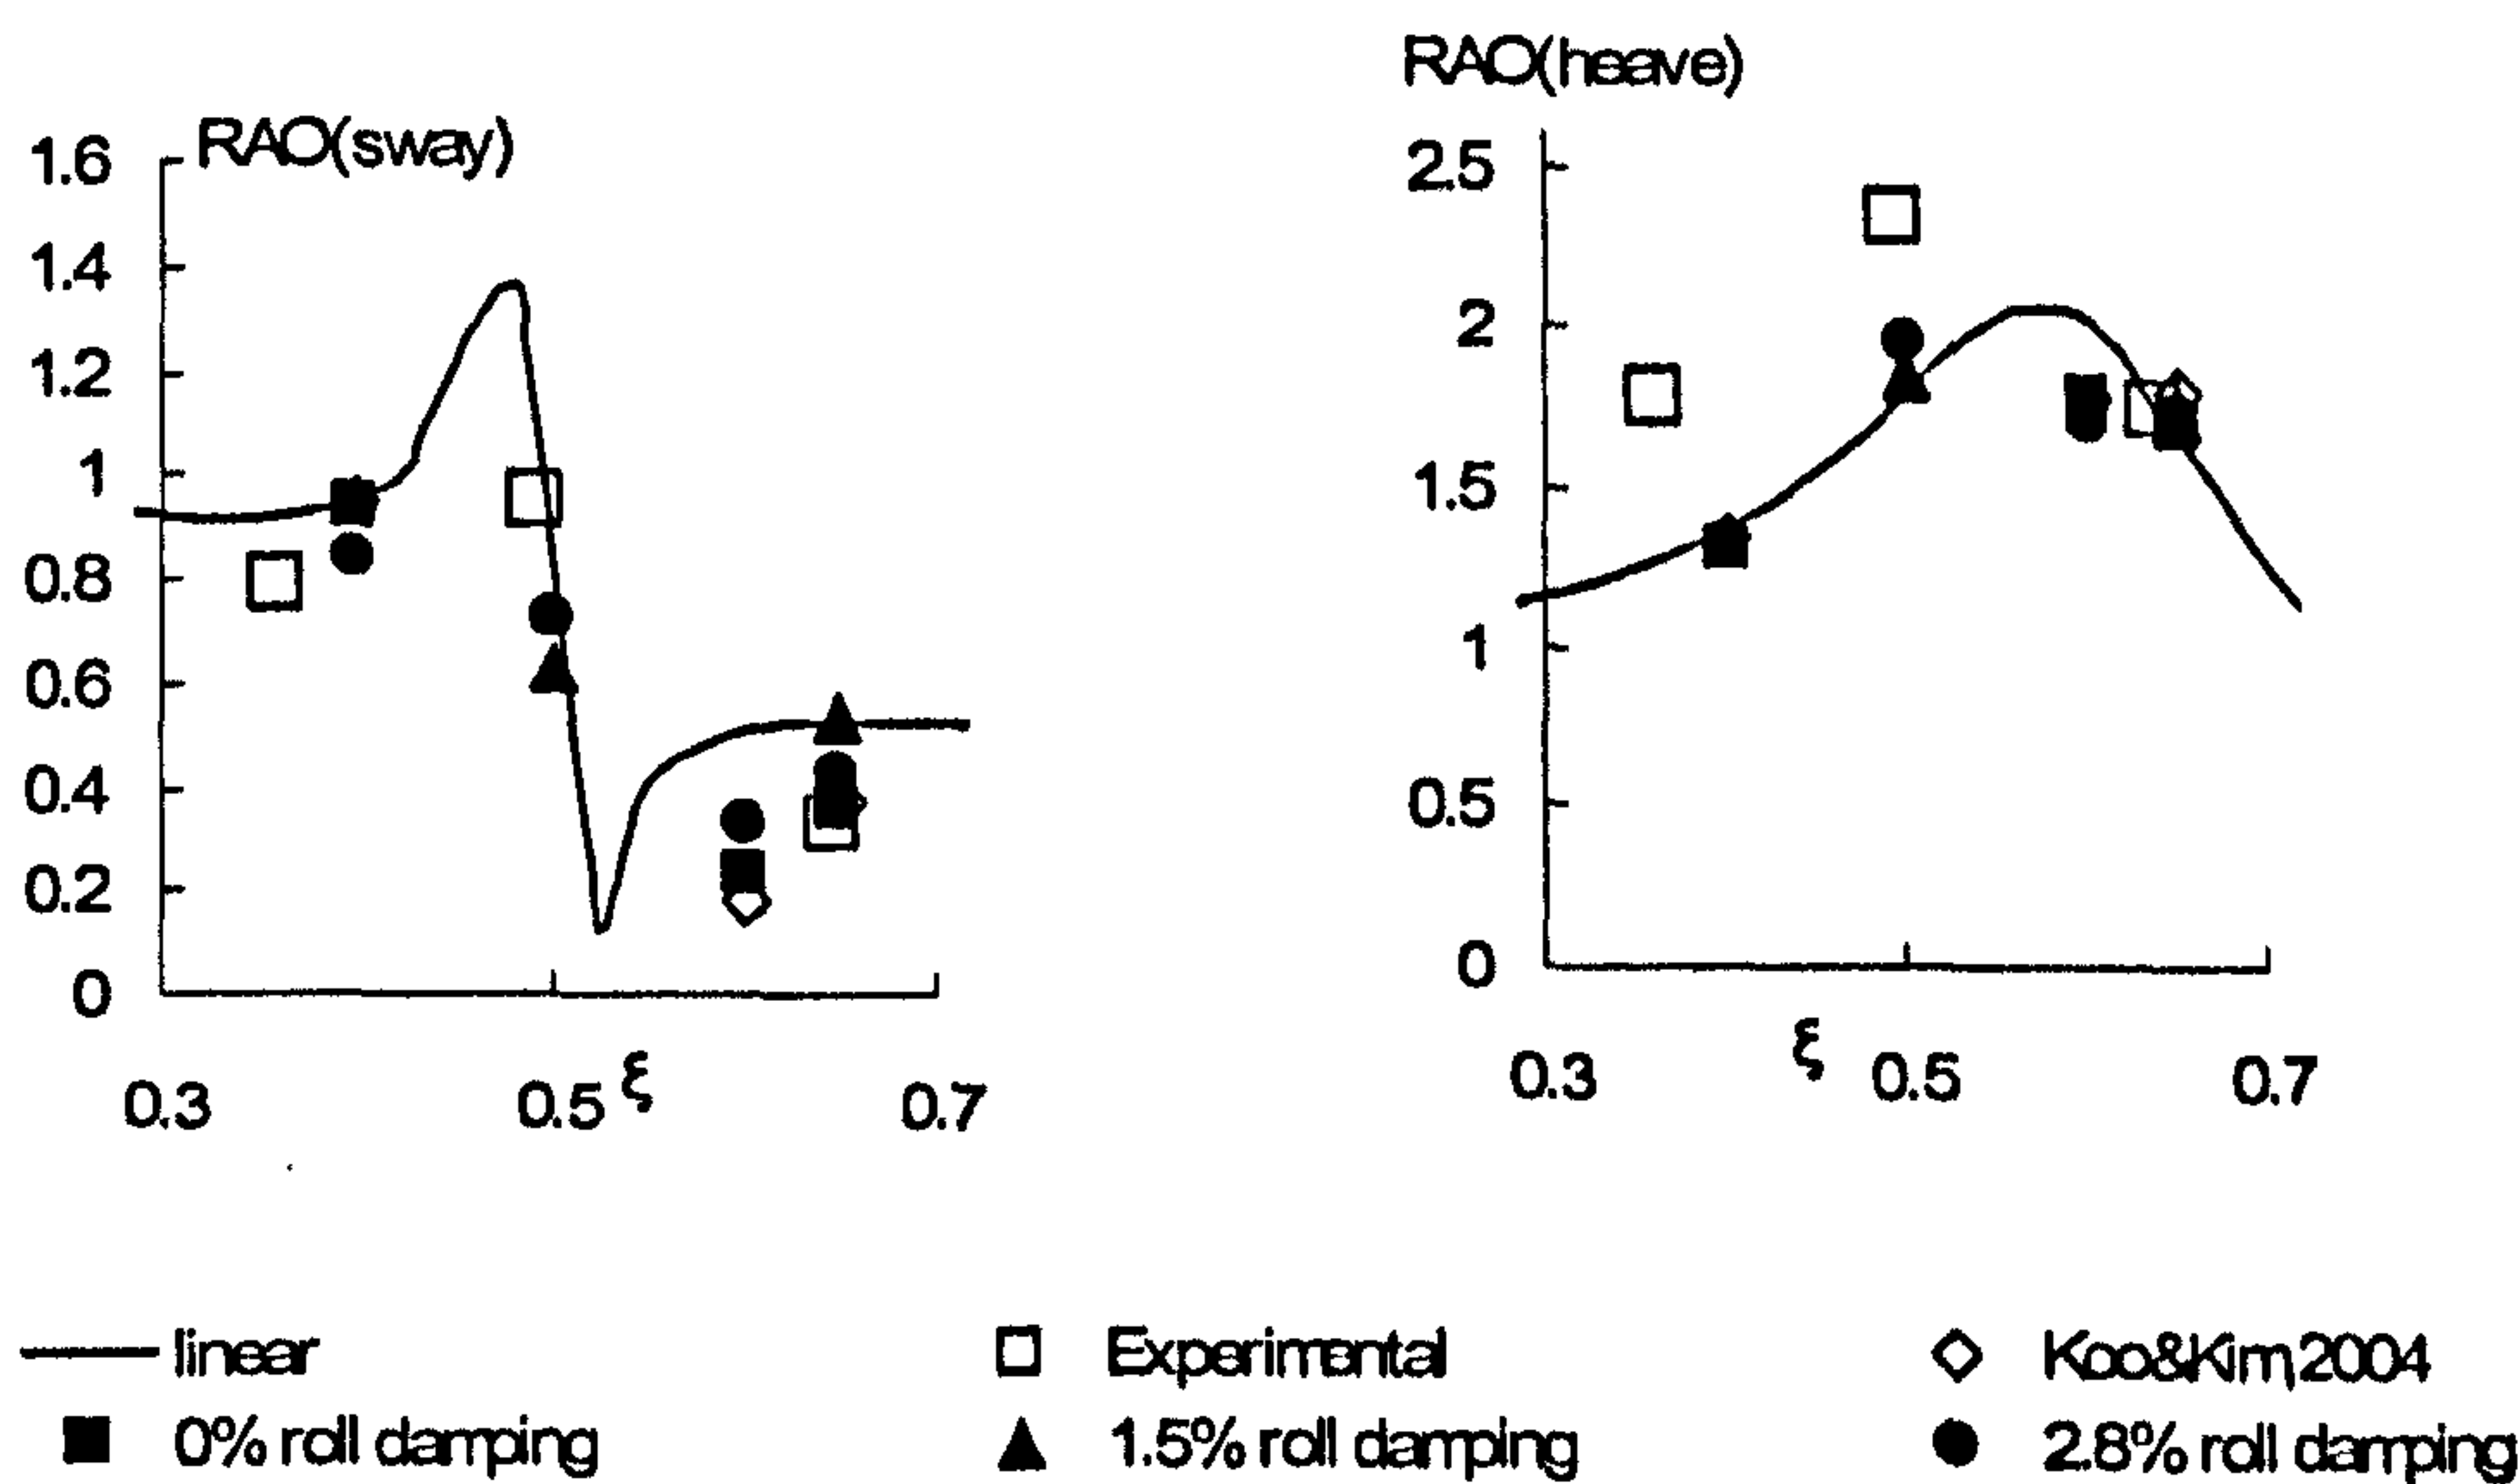 RAO(sway)
1.6
1.4
1.2
1
0.8
0.6
0.4
0.2
0
0.3
0.5
ξ
0.7
RAO(heave)
2.5
2
1.5
1
0.5
0
0.3
ξ
0.5
0.7
linear
Experimental
Koo&Kim,2004
0% roll damping
1.5% roll damping
2.8% roll damping